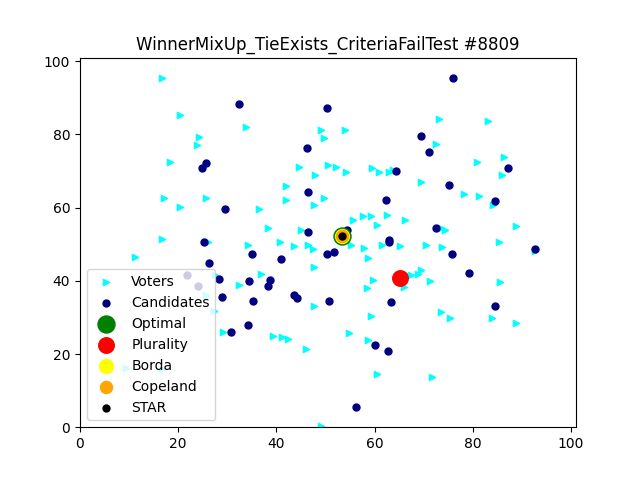 WinnerMixUp_TieExists_CriteriaFailTest #8809
100
80
60
40
20
0
0
20
40
60
80
100
Voters
Candidates
Optimal
Plurality
Borda
Copeland
STAR